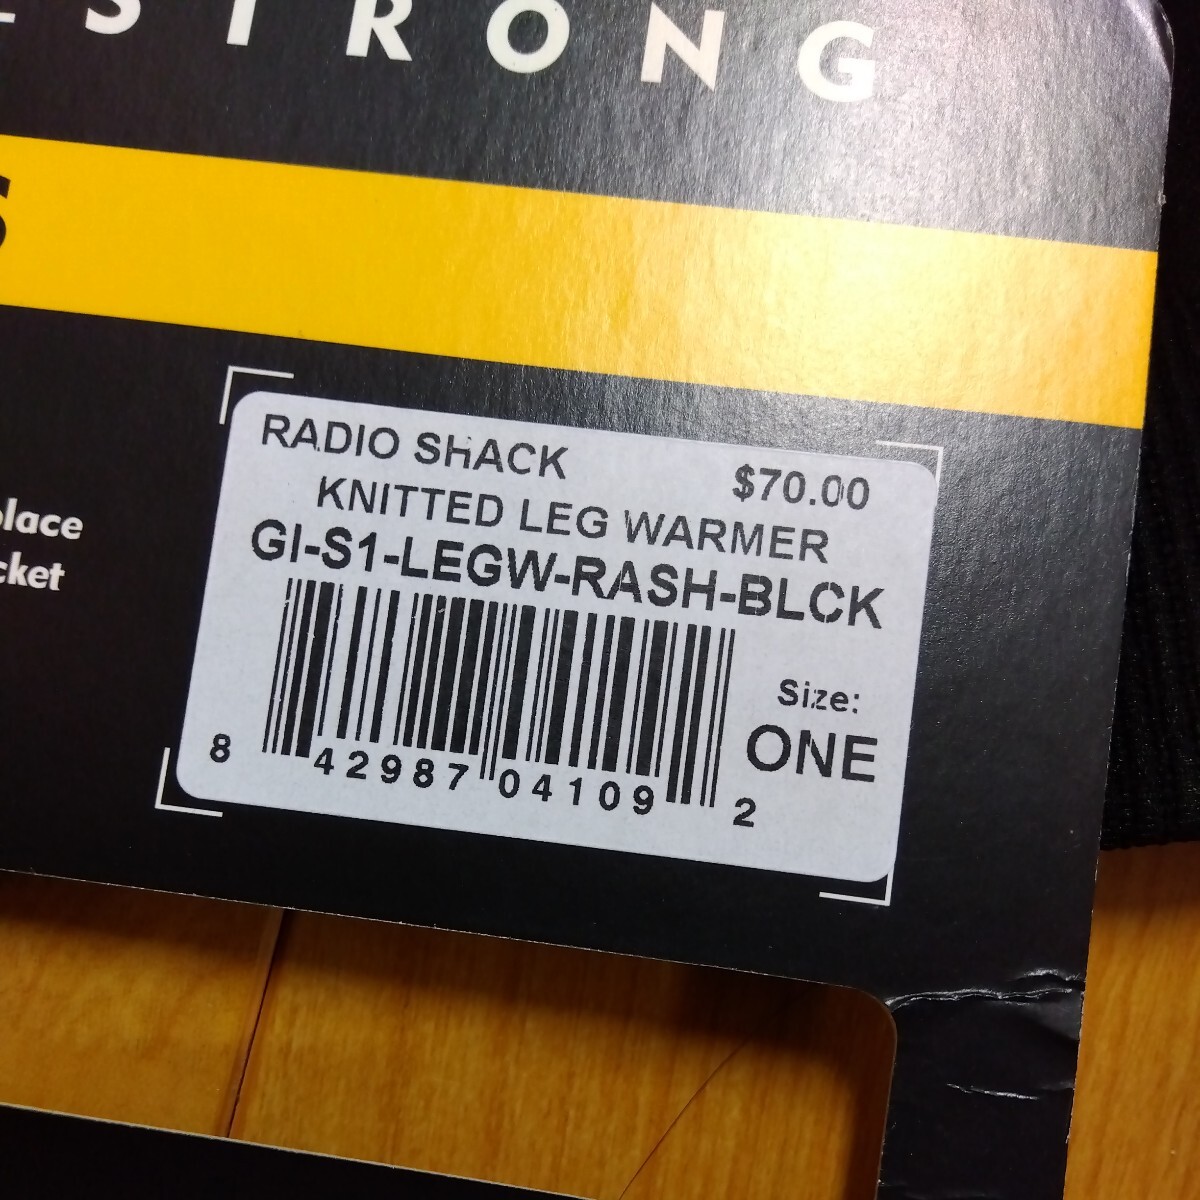 STRONG
S
place
cket
RADIO SHACK
$70.00
KNITTED LEG WARMER
GI-S1-LEGW-RASH-BLCK
Size:
ONE
8 42987 04109 2